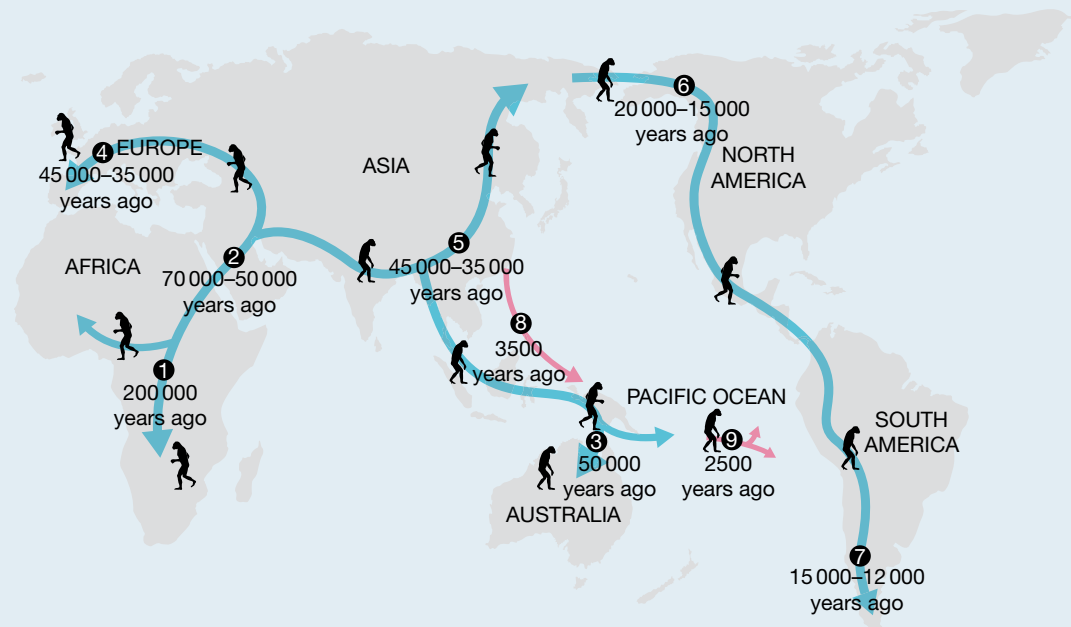 6
20 000–15 000
years ago
4
EUROPE
45 000–35 000
years ago
ASIA
NORTH
AMERICA
2
70 000–50 000
years ago
AFRICA
5
45 000–35 000
years ago
8
3500
years ago
1
200 000
years ago
PACIFIC OCEAN
3
50 000
years ago
9
2500
years ago
SOUTH
AMERICA
AUSTRALIA
7
15 000–12 000
years ago